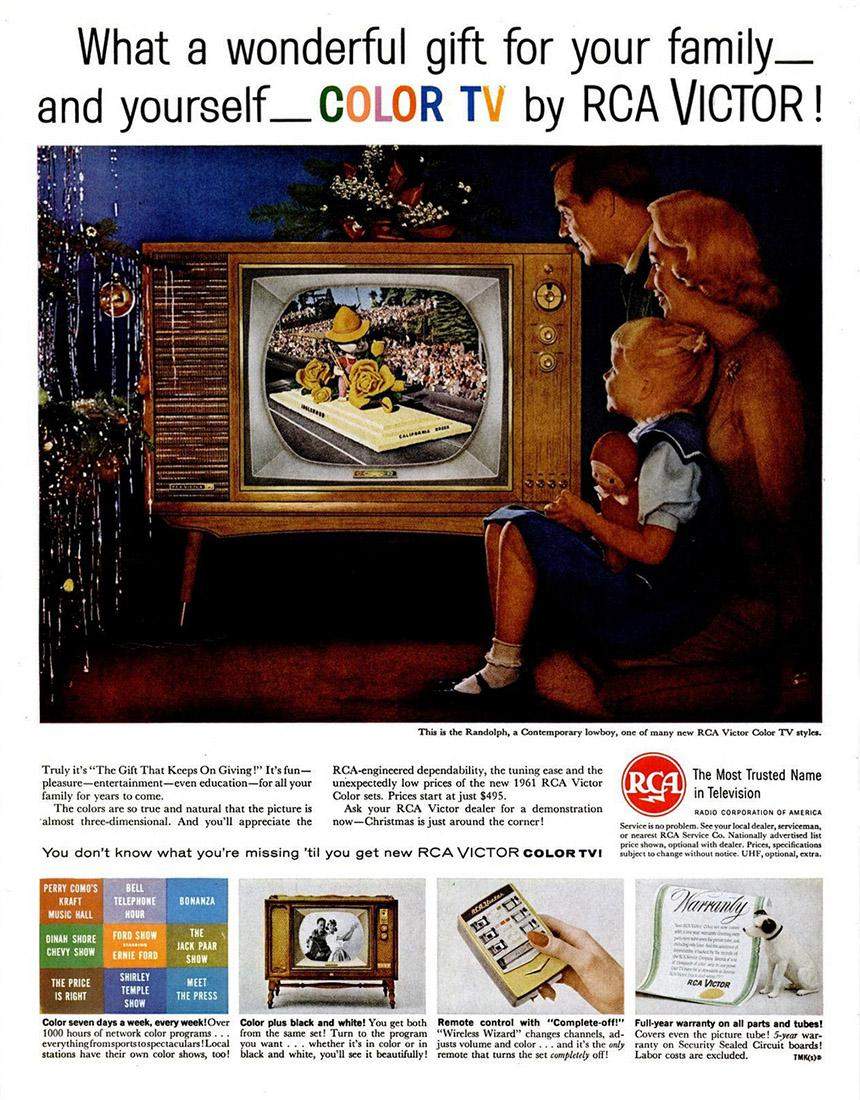 What a wonderful gift for your family—
and yourself—COLOR TV by RCA VICTOR!
INGLEWOOD
CALIFORNIA
This is the Randolph, a Contemporary lowboy, one of many new RCA Victor Color TV styles.
Truly it's "The Gift That Keeps On Giving!" It's fun—
pleasure—entertainment—even education—for all your
family for years to come.
The colors are so true and natural that the picture is
almost three-dimensional. And you'll appreciate the
RCA-engineered dependability, the tuning ease and the
unexpectedly low prices of the new 1961 RCA Victor
Color sets. Prices start at just $495.
Ask your RCA Victor dealer for a demonstration
now—Christmas is just around the corner!
You don't know what you're missing 'til you get new RCA VICTOR COLOR TV!
RCA
The Most Trusted Name
in Television
RADIO CORPORATION OF AMERICA
Service is no problem. See your local dealer, serviceman,
or nearest RCA Service Co. Nationally advertised list
price shown, optional with dealer. Prices, specifications
subject to change without notice. UHF, optional, extra.
PERRY COMO'S
KRAFT
MUSIC HALL
BELL
TELEPHONE
HOUR
BONANZA
DINAH SHORE
CHEVY SHOW
FORD SHOW
STARRING
ERNIE FORD
THE
JACK PAAR
SHOW
THE PRICE
IS RIGHT
SHIRLEY
TEMPLE
SHOW
MEET
THE PRESS
Color seven days a week, every week! Over
1000 hours of network color programs . . .
everything from sports to spectaculars! Local
stations have their own color shows, too!
Color plus black and white! You get both
from the same set! Turn to the program
you want . . . whether it's in color or in
black and white, you'll see it beautifully!
RCA VICTOR
Remote control with "Complete-off!"
"Wireless Wizard" changes channels, ad-
justs volume and color . . . and it's the only
remote that turns the set completely off!
Warranty
RCA VICTOR
Full-year warranty on all parts and tubes!
Covers even the picture tube! 5-year war-
ranty on Security Sealed Circuit boards!
Labor costs are excluded.
TMK(s)®